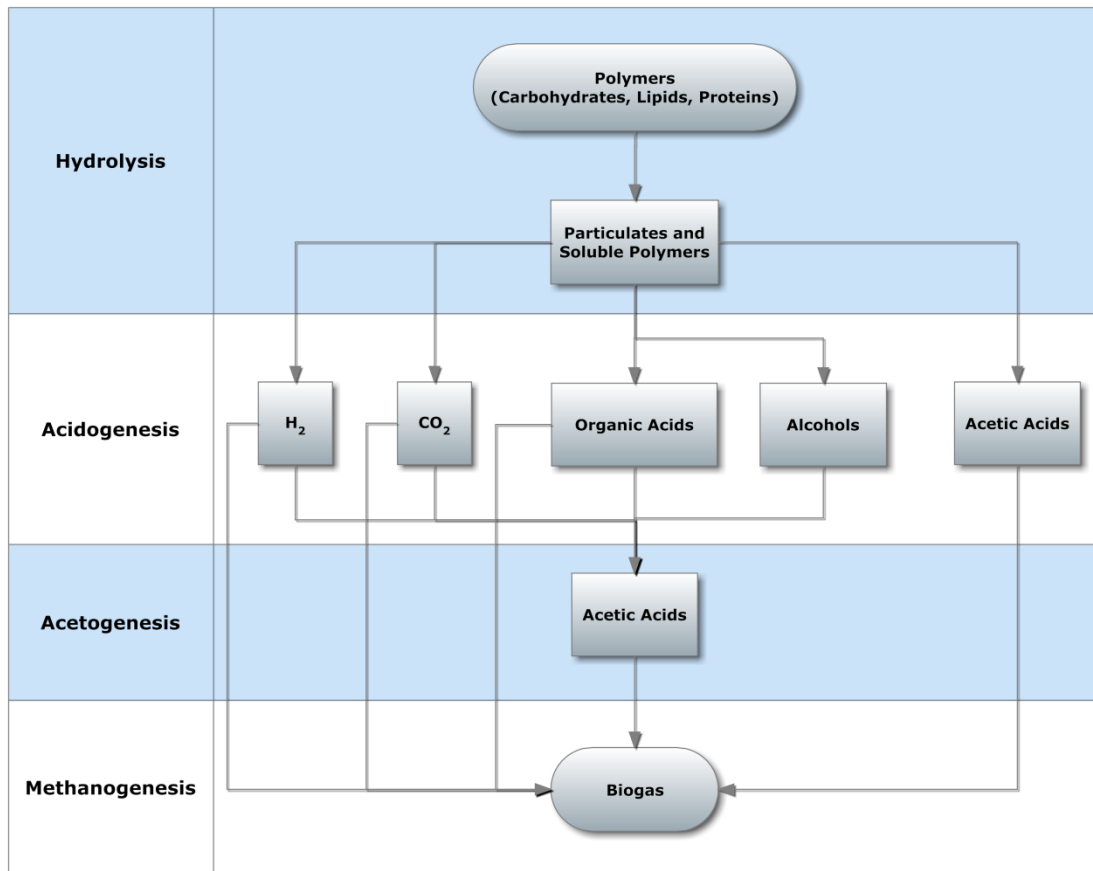 Hydrolysis
Polymers
(Carbohydrates, Lipids, Proteins)
Particulates and
Soluble Polymers
Acidogenesis
H₂
CO₂
Organic Acids
Alcohols
Acetic Acids
Acetogenesis
Acetic Acids
Methanogenesis
Biogas